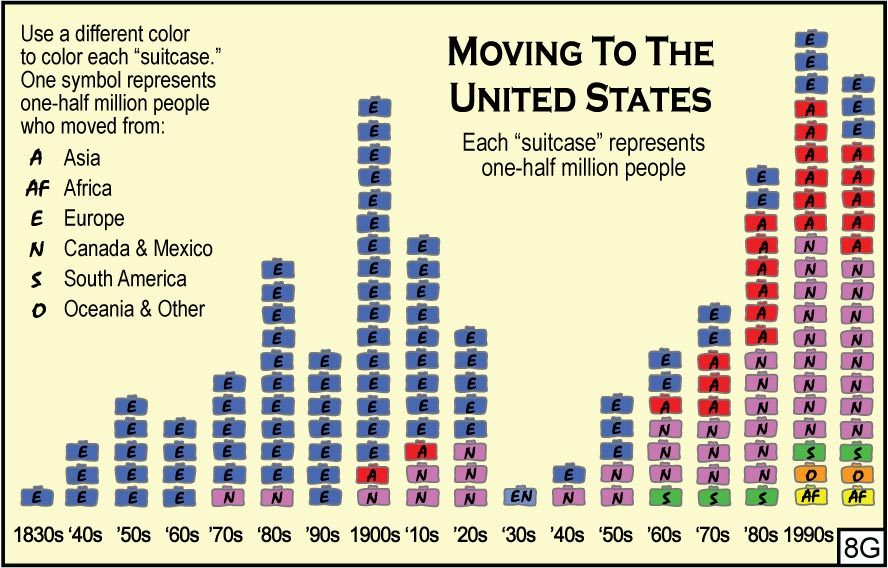 Use a different color
to color each “suitcase.”
One symbol represents
one-half million people
who moved from:
A Asia
AF Africa
E Europe
N Canada & Mexico
S South America
O Oceania & Other
MOVING TO THE
UNITED STATES
Each “suitcase” represents
one-half million people
E
E
E E
E A E
E A E
E A A
E E A A
E E A A
E A A A
E E A N A
E E E A N N
E E E A N N
E E E E A N N
E E E E E A N N
E E E E E E A N N N
E E E E E E E A N N N
E E E E E E E E A A N N N
E E E E E E E E E N N N N N
E E E E E E E A N E N N N S S
E E E E E E A N N E N N N N O O
E E E E N N E N N N EN N N S S S AF AF
1830s ‘40s ’50s ‘60s ’70s ’80s ’90s 1900s ‘10s ’20s ‘30s ‘40s ’50s ‘60s ‘70s ’80s 1990s
8G